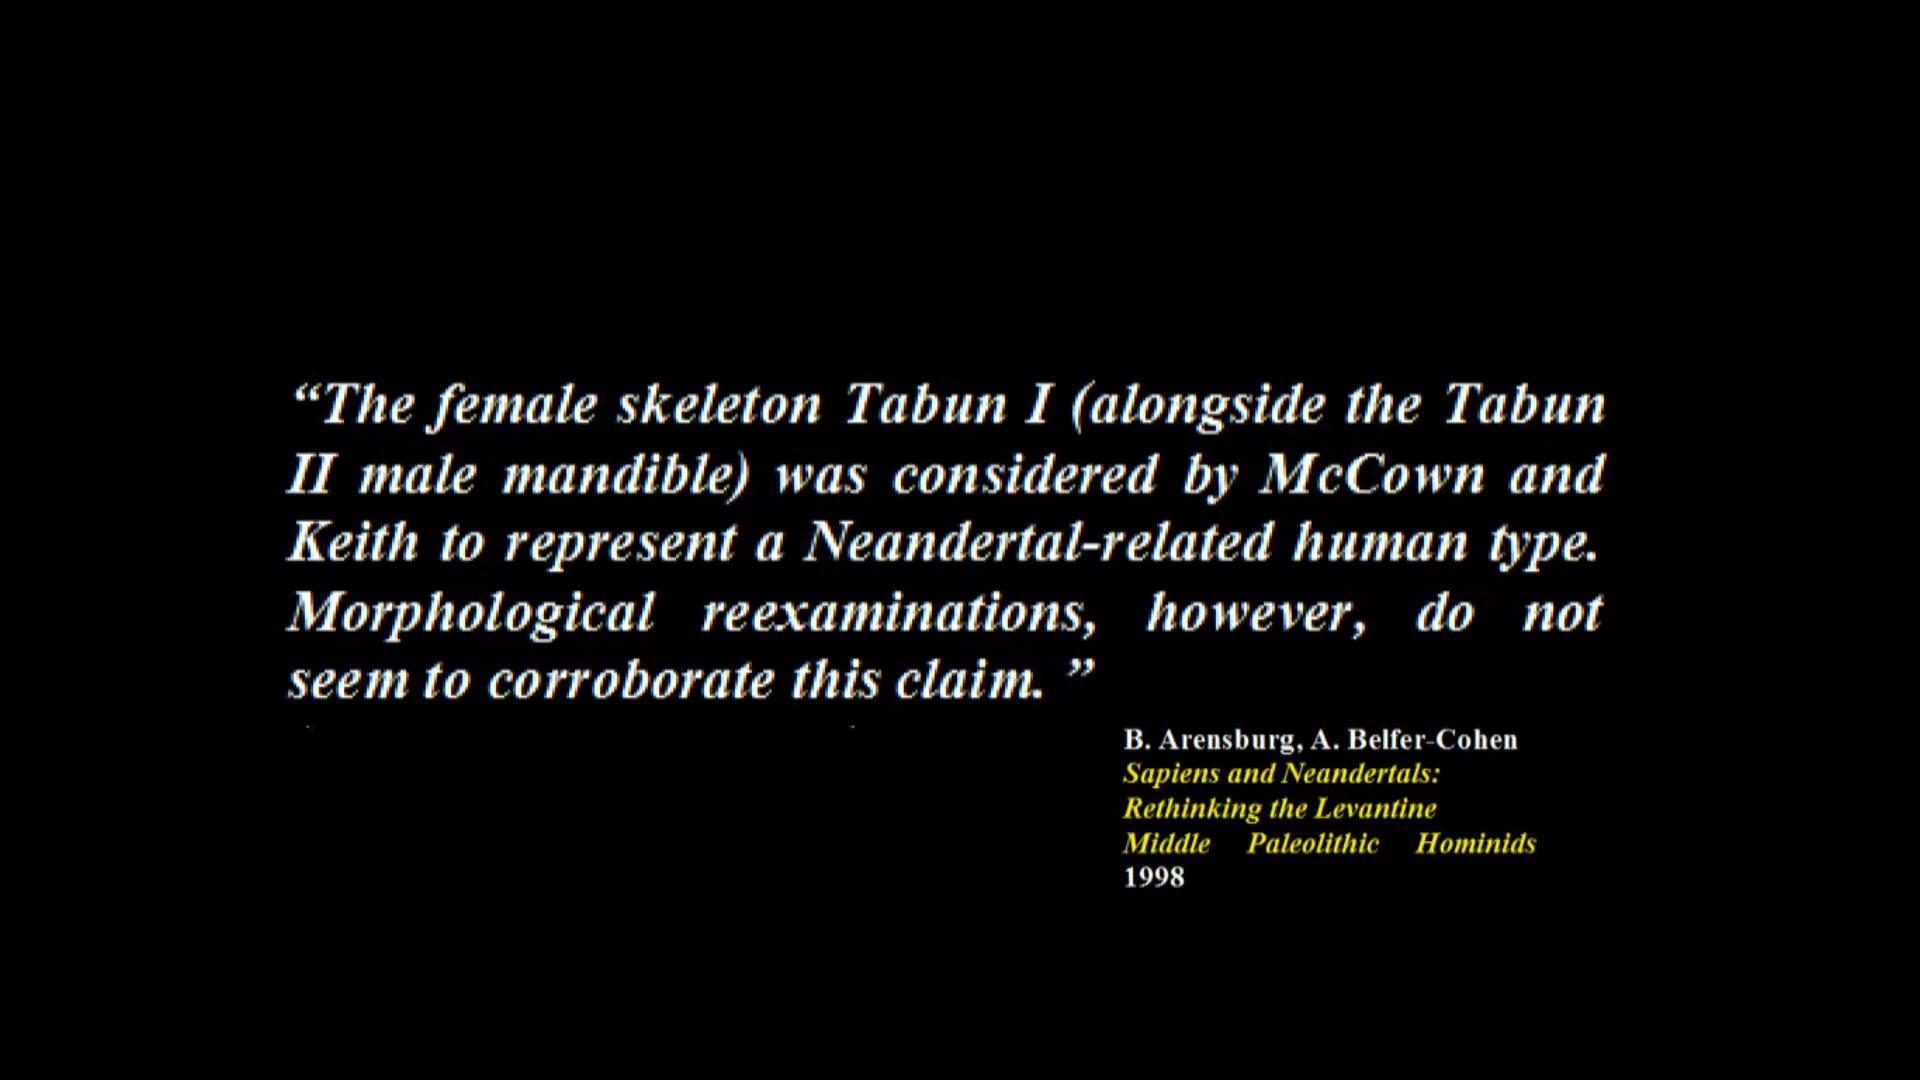 “The female skeleton Tabun I (alongside the Tabun
II male mandible) was considered by McCown and
Keith to represent a Neandertal-related human type.
Morphological reexaminations, however, do not
seem to corroborate this claim. ”
B. Arensburg, A. Belfer-Cohen
Sapiens and Neandertals:
Rethinking the Levantine
Middle Paleolithic Hominids
1998